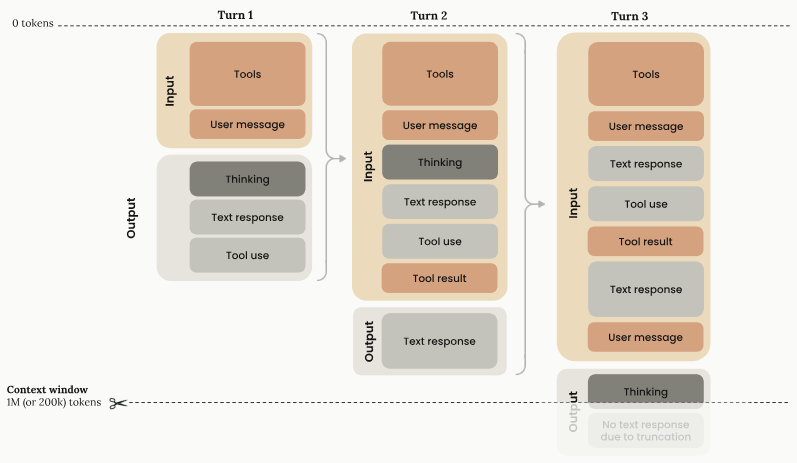 Turn 1
Turn 2
Turn 3
0 tokens
Input
Tools
User message
Output
Thinking
Text response
Tool use
Input
Tools
User message
Thinking
Text response
Tool use
Tool result
Output
Text response
Input
Tools
User message
Text response
Tool use
Tool result
Text response
User message
Output
Thinking
No text response
due to truncation
Context window
1M (or 200k) tokens